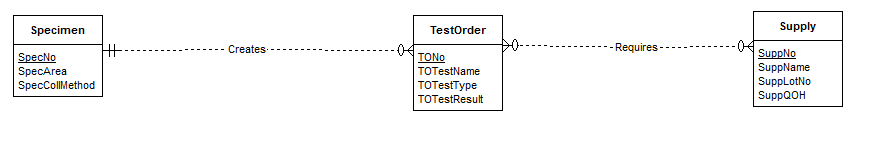 Specimen
SpecNo
SpecArea
SpecCollMethod
Creates
TestOrder
TONo
TOTestName
TOTestType
TOTestResult
Requires
Supply
SuppNo
SuppName
SuppLotNo
SuppQOH